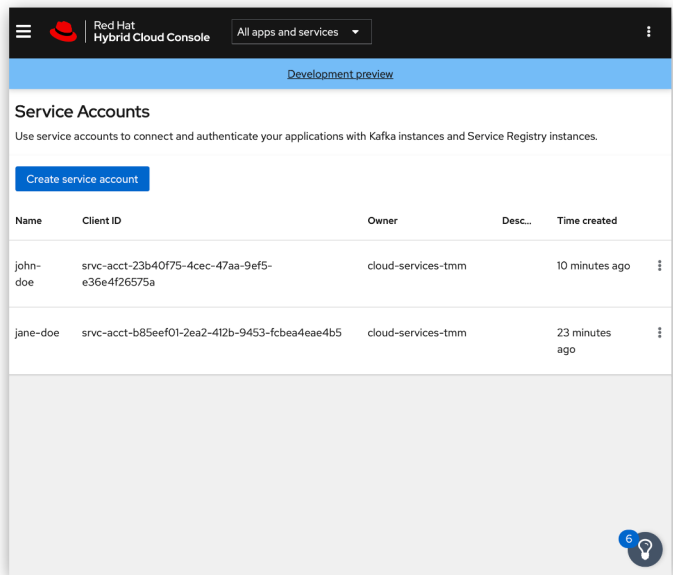 Red Hat
Hybrid Cloud Console
All apps and services
Development preview
Service Accounts
Use service accounts to connect and authenticate your applications with Kafka instances and Service Registry instances.
Create service account
Name Client ID Owner Desc... Time created
john-doe srvc-acct-23b40f75-4cec-47aa-9ef5-e36e4f26575a cloud-services-tmm 10 minutes ago
jane-doe srvc-acct-b85eef01-2ea2-412b-9453-fcbea4eae4b5 cloud-services-tmm 23 minutes ago
6